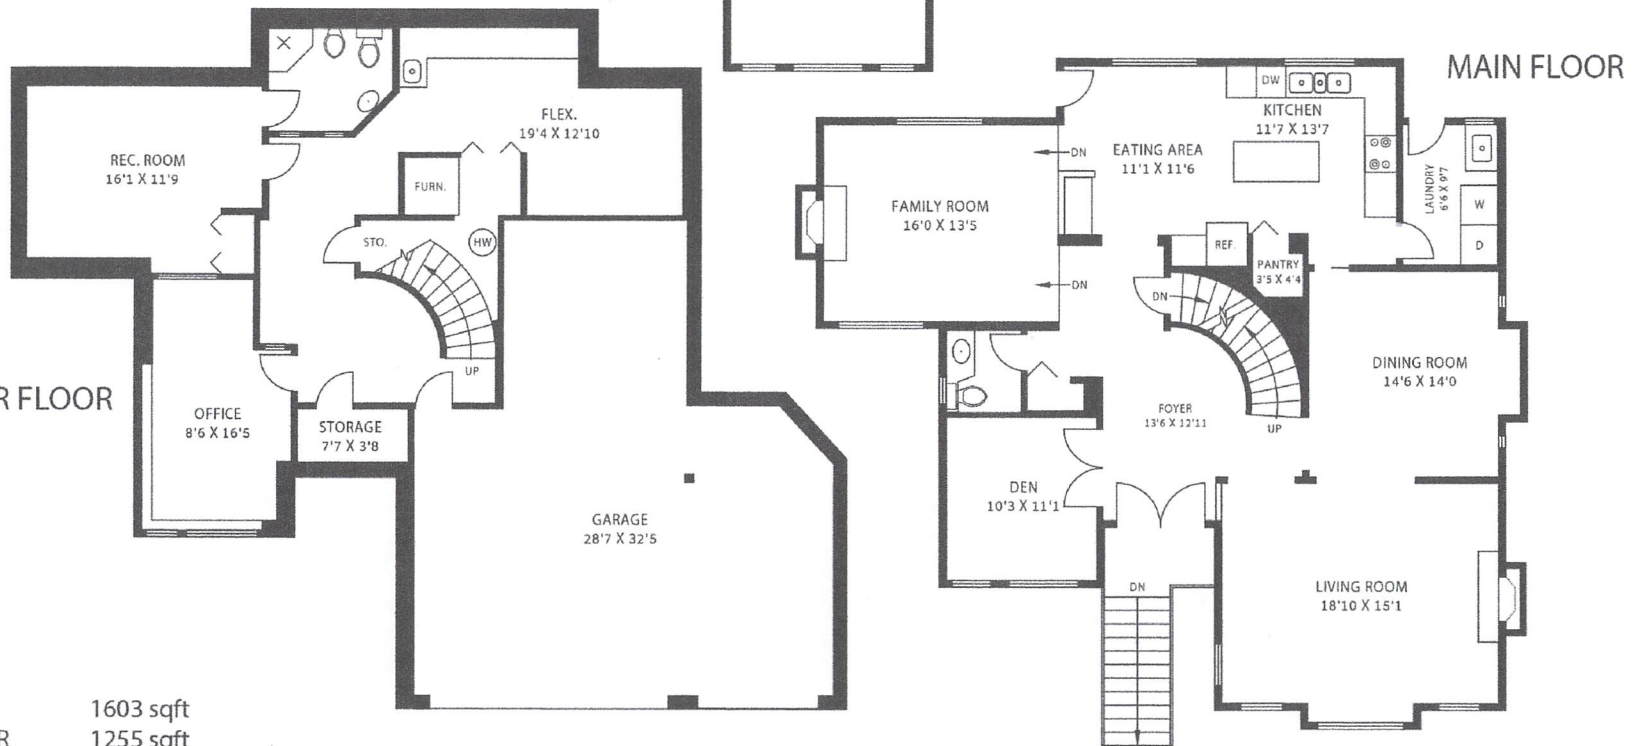 MAIN FLOOR
FLEX.
19'4 X 12'10
REC. ROOM
16'1 X 11'9
FURN.
STO.
HW
UP
R FLOOR
OFFICE
8'6 X 16'5
STORAGE
7'7 X 3'8
GARAGE
28'7 X 32'5
1603 sqft
R 1255 sqft
DW
KITCHEN
11'7 X 13'7
DN
EATING AREA
11'1 X 11'6
LAUNDRY
6'6 X 9'7
W
D
FAMILY ROOM
16'0 X 13'5
REF.
PANTRY
3'5 X 4'4
DN
DN
DINING ROOM
14'6 X 14'0
FOYER
13'6 X 12'11
UP
DEN
10'3 X 11'1
DN
LIVING ROOM
18'10 X 15'1